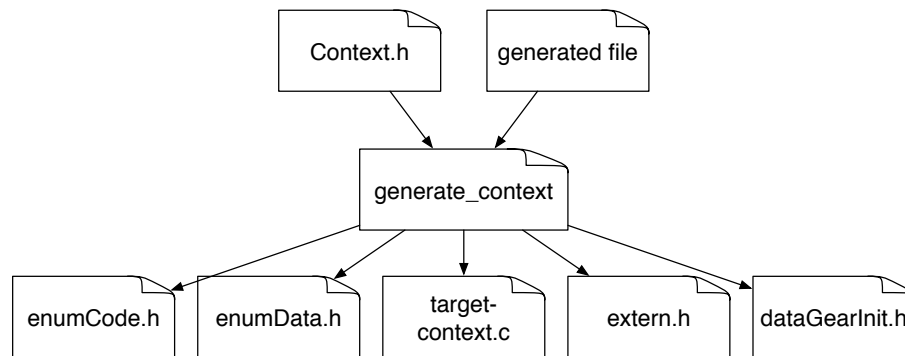 Context.h
generated file
generate_context
enumCode.h
enumData.h
target-
context.c
extern.h
dataGearInit.h